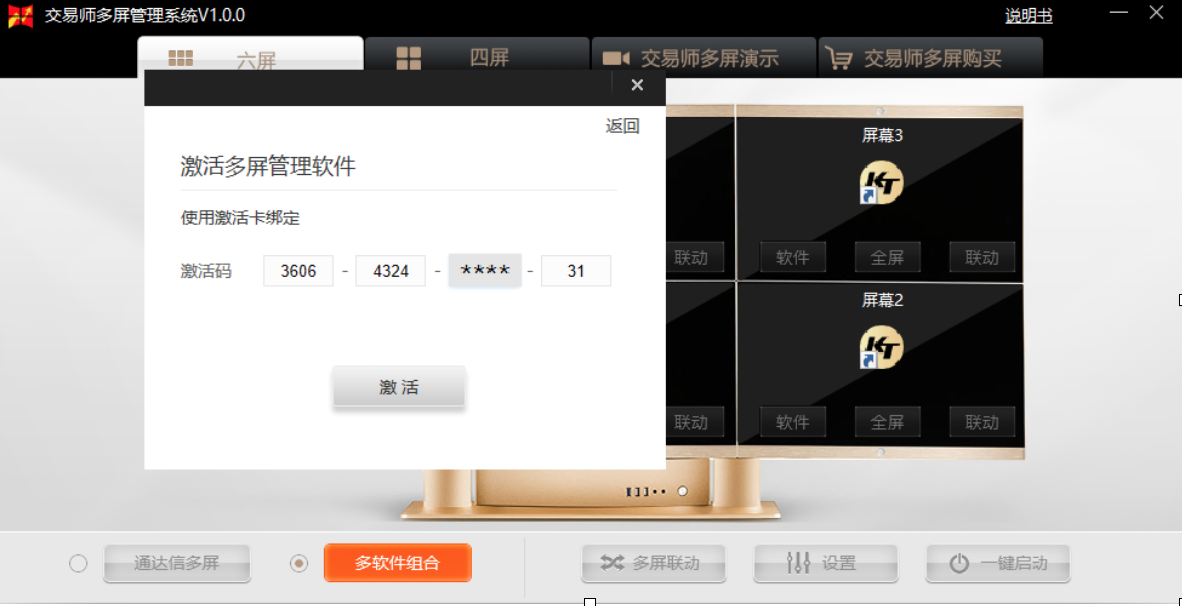 交易师多屏管理系统V1.0.0 说明书
六屏 四屏 交易师多屏演示 交易师多屏购买
返回
激活多屏管理软件
使用激活卡绑定
激活码 3606 - 4324 - **** - 31
激 活
屏幕3
KT
联动 软件 全屏 联动
屏幕2
KT
联动 软件 全屏 联动
通达信多屏 多软件组合 多屏联动 设置 一键启动